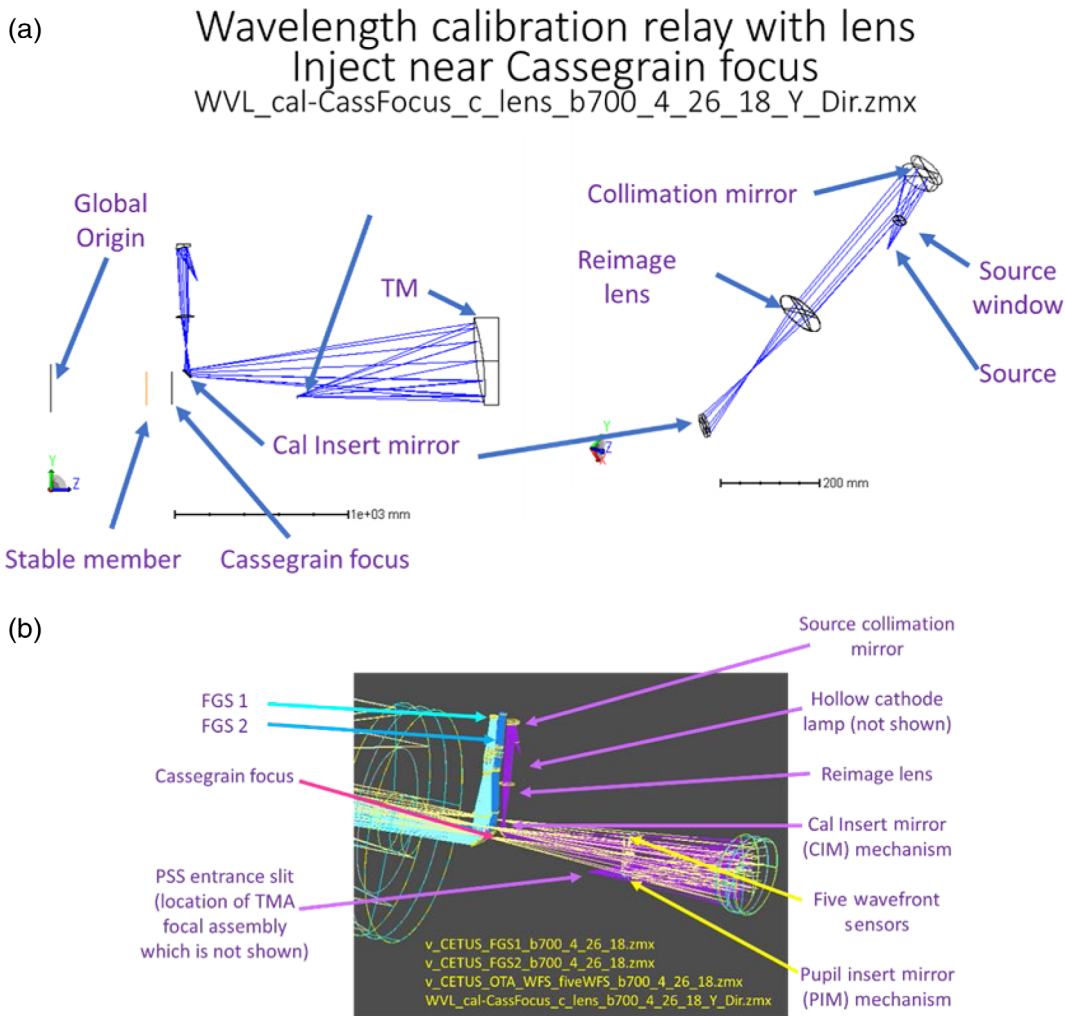 (a)
Wavelength calibration relay with lens
Inject near Cassegrain focus
WVL_cal-CassFocus_c_lens_b700_4_26_18_Y_Dir.zmx
Global
Origin
TM
Cal Insert mirror
Y
Z
1e+03 mm
Stable member
Cassegrain focus
Collimation mirror
Reimage
lens
Source
window
Source
Y
Z
X
200 mm
(b)
FGS 1
FGS 2
Cassegrain focus
PSS entrance slit
(location of TMA
focal assembly
which is not shown)
Source collimation
mirror
Hollow cathode
lamp (not shown)
Reimage lens
Cal Insert mirror
(CIM) mechanism
Five wavefront
sensors
Pupil insert mirror
(PIM) mechanism
v_CETUS_FGS1_b700_4_26_18.zmx
v_CETUS_FGS2_b700_4_26_18.zmx
v_CETUS_OTA_WFS_fiveWFS_b700_4_26_18.zmx
WVL_cal-CassFocus_c_lens_b700_4_26_18_Y_Dir.zmx